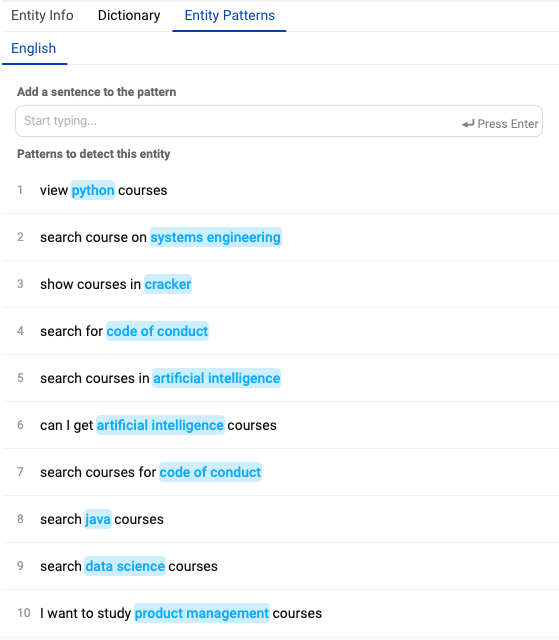 Entity Info Dictionary Entity Patterns
English
Add a sentence to the pattern
Start typing... Press Enter
Patterns to detect this entity
1 view python courses
2 search course on systems engineering
3 show courses in cracker
4 search for code of conduct
5 search courses in artificial intelligence
6 can I get artificial intelligence courses
7 search courses for code of conduct
8 search java courses
9 search data science courses
10 I want to study product management courses